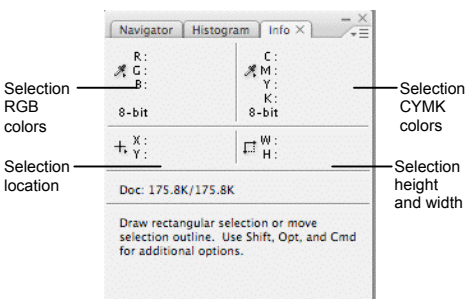 Navigator Histogram Info ×
R: C:
G: M:
B: Y:
K:
8-bit 8-bit
X: W:
Y: H:
Doc: 175.8K/175.8K
Draw rectangular selection or move
selection outline. Use Shift, Opt, and Cmd
for additional options.
Selection
RGB
colors
Selection
location
Selection
CYMK
colors
Selection
height
and width